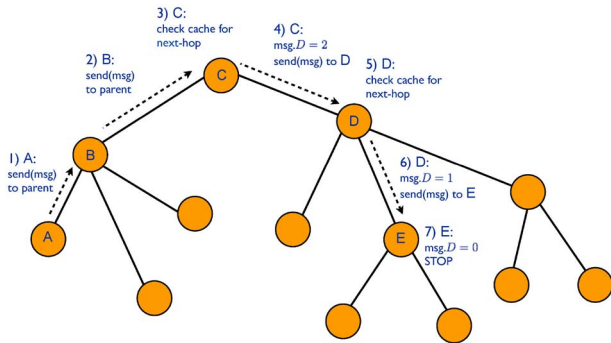 1) A:
send(msg)
to parent
2) B:
send(msg)
to parent
3) C:
check cache for
next-hop
4) C:
msg.D = 2
send(msg) to D
5) D:
check cache for
next-hop
6) D:
msg.D = 1
send(msg) to E
7) E:
msg.D = 0
STOP
A
B
C
D
E